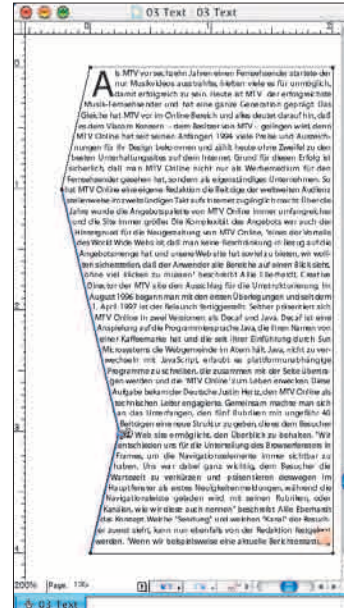 03 Text : 03 Text
Als MTV vor sechzehn Jahren einen Fernsehsender startete der
nur Musikvideos ausstrahlte, hielten viele es für unmöglich,
damit erfolgreich zu sein. Heute ist MTV der erfolgreichste
Musik-Fernsehsender und hat eine ganze Generation geprägt. Das
Gleiche hat MTV vor im Online Bereich und alles deutet darauf hin, daß
es dem Viacom Konzern – dem Besitzer von MTV – gelingen wird, denn
MTV Online hat seit seinen Anfängen 1994 viele Preise und Auszeich-
nungen für ihr Design bekommen und zählt heute ohne Zweifel zu den
besten Unterhaltungssites auf dem Internet. Grund für diesen Erfolg ist
sicherlich, daß man MTV Online nicht nur als Werbemedium für den
Fernsehsender gesehen hat, sondern als eigenständiges Unternehmen. So
hat MTV Online eine eigene Redaktion die Beiträge der weltweiten Audienz
stellenweise im zweistündigen Takt aufs Internet zugänglich macht. Über die
Jahre wurde die Angebotspalette von MTV Online immer umfangreicher
und die Site immer größer. Die Komplexität des Angebots war auch der
Hintergrund für die Neugestaltung von MTV Online, "eines der Vorteile
des World Wide Webs ist, daß man keine Beschränkung in Bezug auf die
Angebotsmenge hat und unsere Website hat soviel zu bieten, wir woll-
ten sicherstellen, daß der Anwender alle Bereiche auf einen Blick sieht,
ohne viel klicken zu müssen" beschreibt Allie Eberhardt, Creative
Director der MTV site den Ausschlag für die Umstrukturierung. Im
August 1996 begann man mit den ersten Überlegungen und seit dem
1. April 1997 ist der Relaunch fertiggestellt. Seither präsentiert sich
MTV Online in zwei Versionen, als Decaf und Java. Decaf ist eine
Anspielung auf die Programmiersprache Java, die ihren Namen von
einer Kaffeemarke hat und die seit ihrer Einführung durch Sun
Microsystems die Webgemeinde im Atem hält. Java, nicht zu ver-
wechseln mit JavaScript, erlaubt es plattformunabhängige
Programme zu schreiben, die zusammen mit der Seite übertra-
gen werden und die 'MTV Online' zum Leben erwecken. Diese
Aufgabe bekam der Deutsche Justin Hertz, den MTV Online als
technischen Leiter engagierte. Gemeinsam machte man sich
an das Unterfangen, den fünf Rubriken mit ungefähr 40
Beiträgen eine neue Struktur zu geben, die es dem Besucher
der Web site ermöglicht, den Überblick zu behalten. "Wir
entschieden uns für die Unterteilung des Browserfensters in
Frames, um die Navigationselemente immer sichtbar zu
haben. Uns war dabei ganz wichtig, dem Besucher die
Wartezeit zu verkürzen und präsentieren deswegen im
Hauptfenster als erstes Neuigkeitenmeldungen, während die
Navigationsleiste geladen wird mit seinen Rubriken, oder
Kanälen, wie wir diese auch nennen" beschreibt Allie Eberhardt
das Konzept. Welche "Sendung" und welchen "Kanal" der Besuch-
er zuerst sieht, kann nun ebenfalls von der Redaktion festgelegt
werden. "Wenn wir beispielsweise eine aktuelle Berichterstatt
200% Page
03 Text